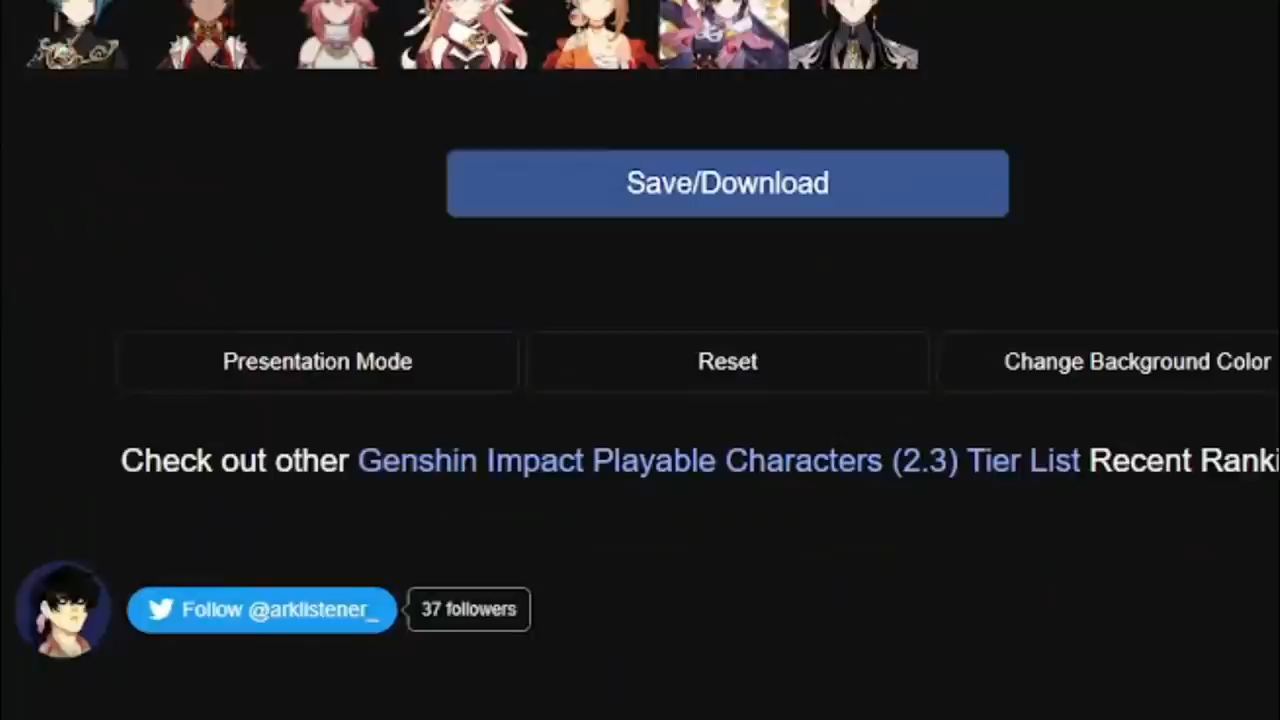 Save/Download
Presentation Mode
Reset
Change Background Color
Check out other Genshin Impact Playable Characters (2.3) Tier List Recent Ranki
Follow @arklistener_
37 followers